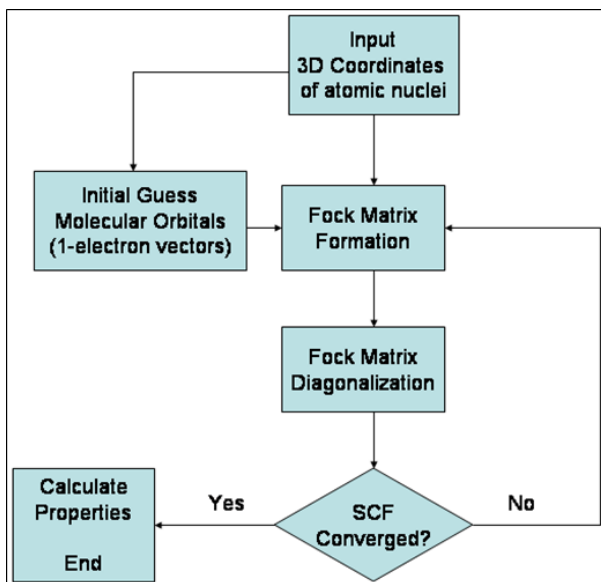 Input
3D Coordinates
of atomic nuclei
Initial Guess
Molecular Orbitals
(1-electron vectors)
Fock Matrix
Formation
Fock Matrix
Diagonalization
SCF
Converged?
Yes
No
Calculate
Properties
End